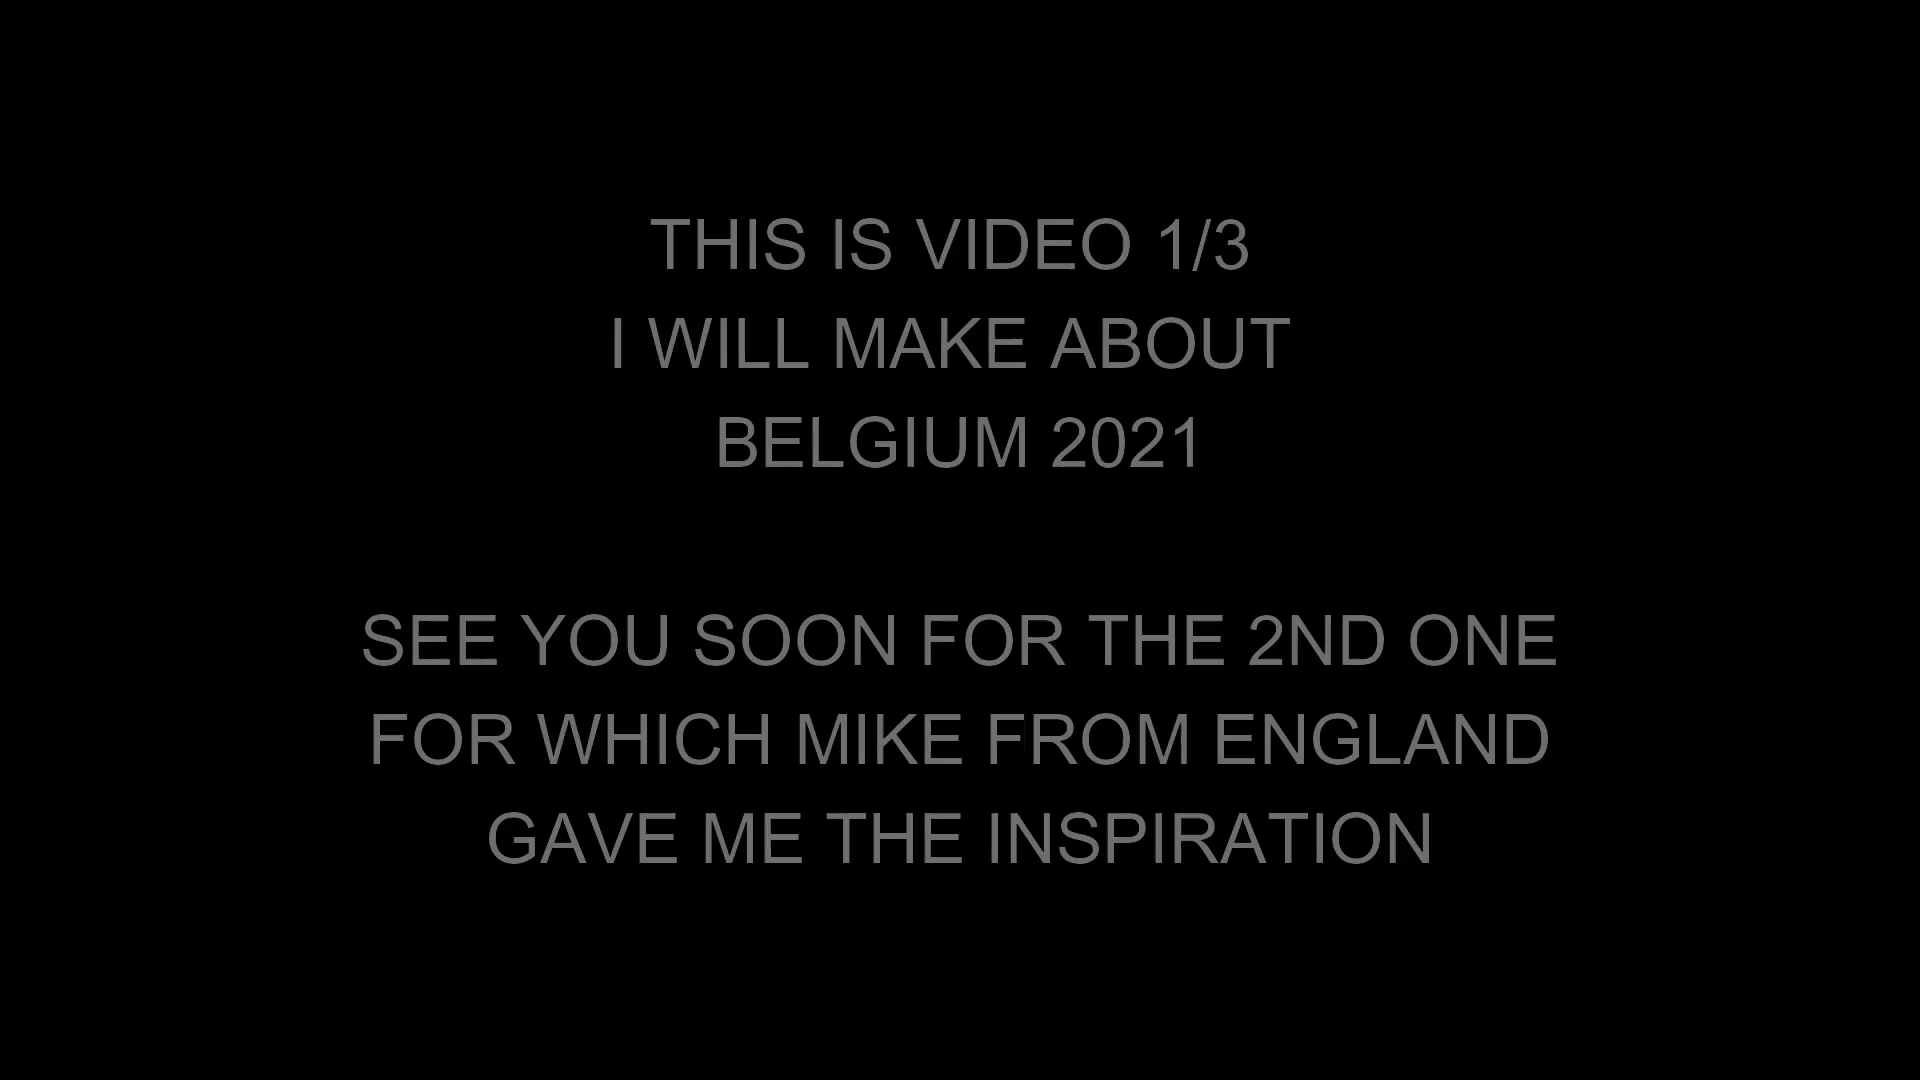 THIS IS VIDEO 1/3
I WILL MAKE ABOUT
BELGIUM 2021
SEE YOU SOON FOR THE 2ND ONE
FOR WHICH MIKE FROM ENGLAND
GAVE ME THE INSPIRATION